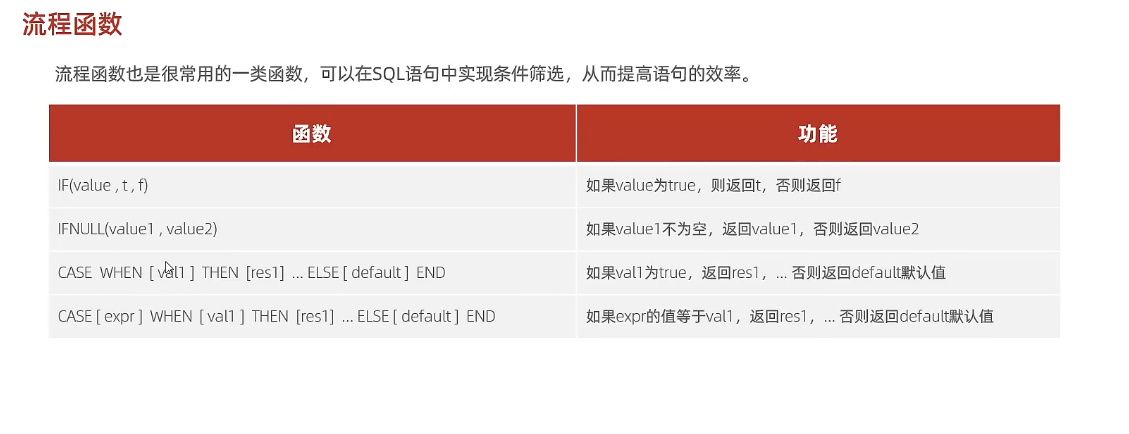 流程函数
流程函数也是很常用的一类函数，可以在SQL语句中实现条件筛选，从而提高语句的效率。
函数 功能
IF(value , t , f) 如果value为true，则返回t，否则返回f
IFNULL(value1 , value2) 如果value1不为空，返回value1，否则返回value2
CASE WHEN [ val1 ] THEN [res1] ... ELSE [ default ] END 如果val1为true，返回res1，... 否则返回default默认值
CASE [ expr ] WHEN [ val1 ] THEN [res1] ... ELSE [ default ] END 如果expr的值等于val1，返回res1，... 否则返回default默认值